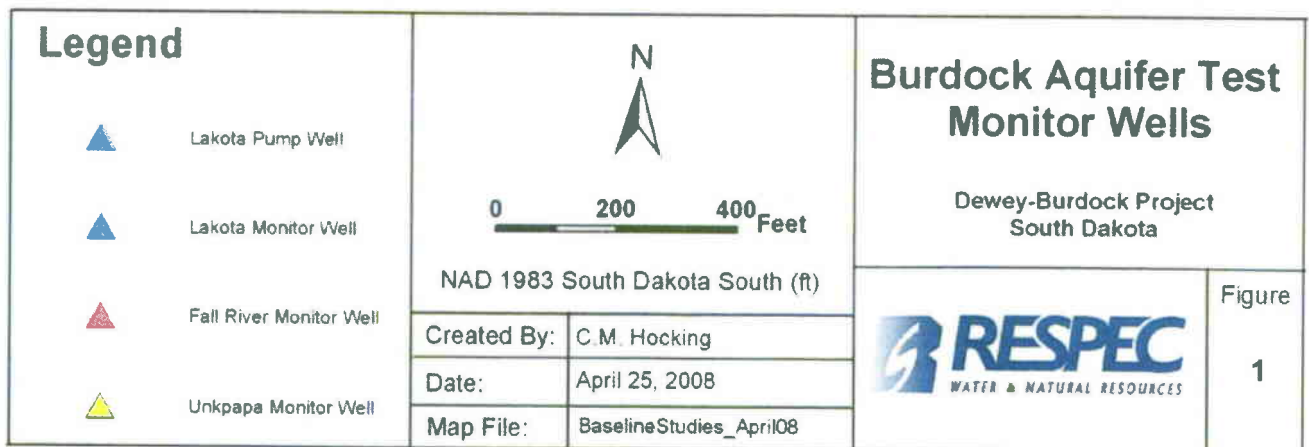 Legend
Lakota Pump Well
Lakota Monitor Well
Fall River Monitor Well
Unkpapa Monitor Well
N
0 200 400 Feet
NAD 1983 South Dakota South (ft)
Created By: C.M. Hocking
Date: April 25, 2008
Map File: BaselineStudies_April08
Burdock Aquifer Test
Monitor Wells
Dewey-Burdock Project
South Dakota
RESPEC
WATER & NATURAL RESOURCES
Figure
1